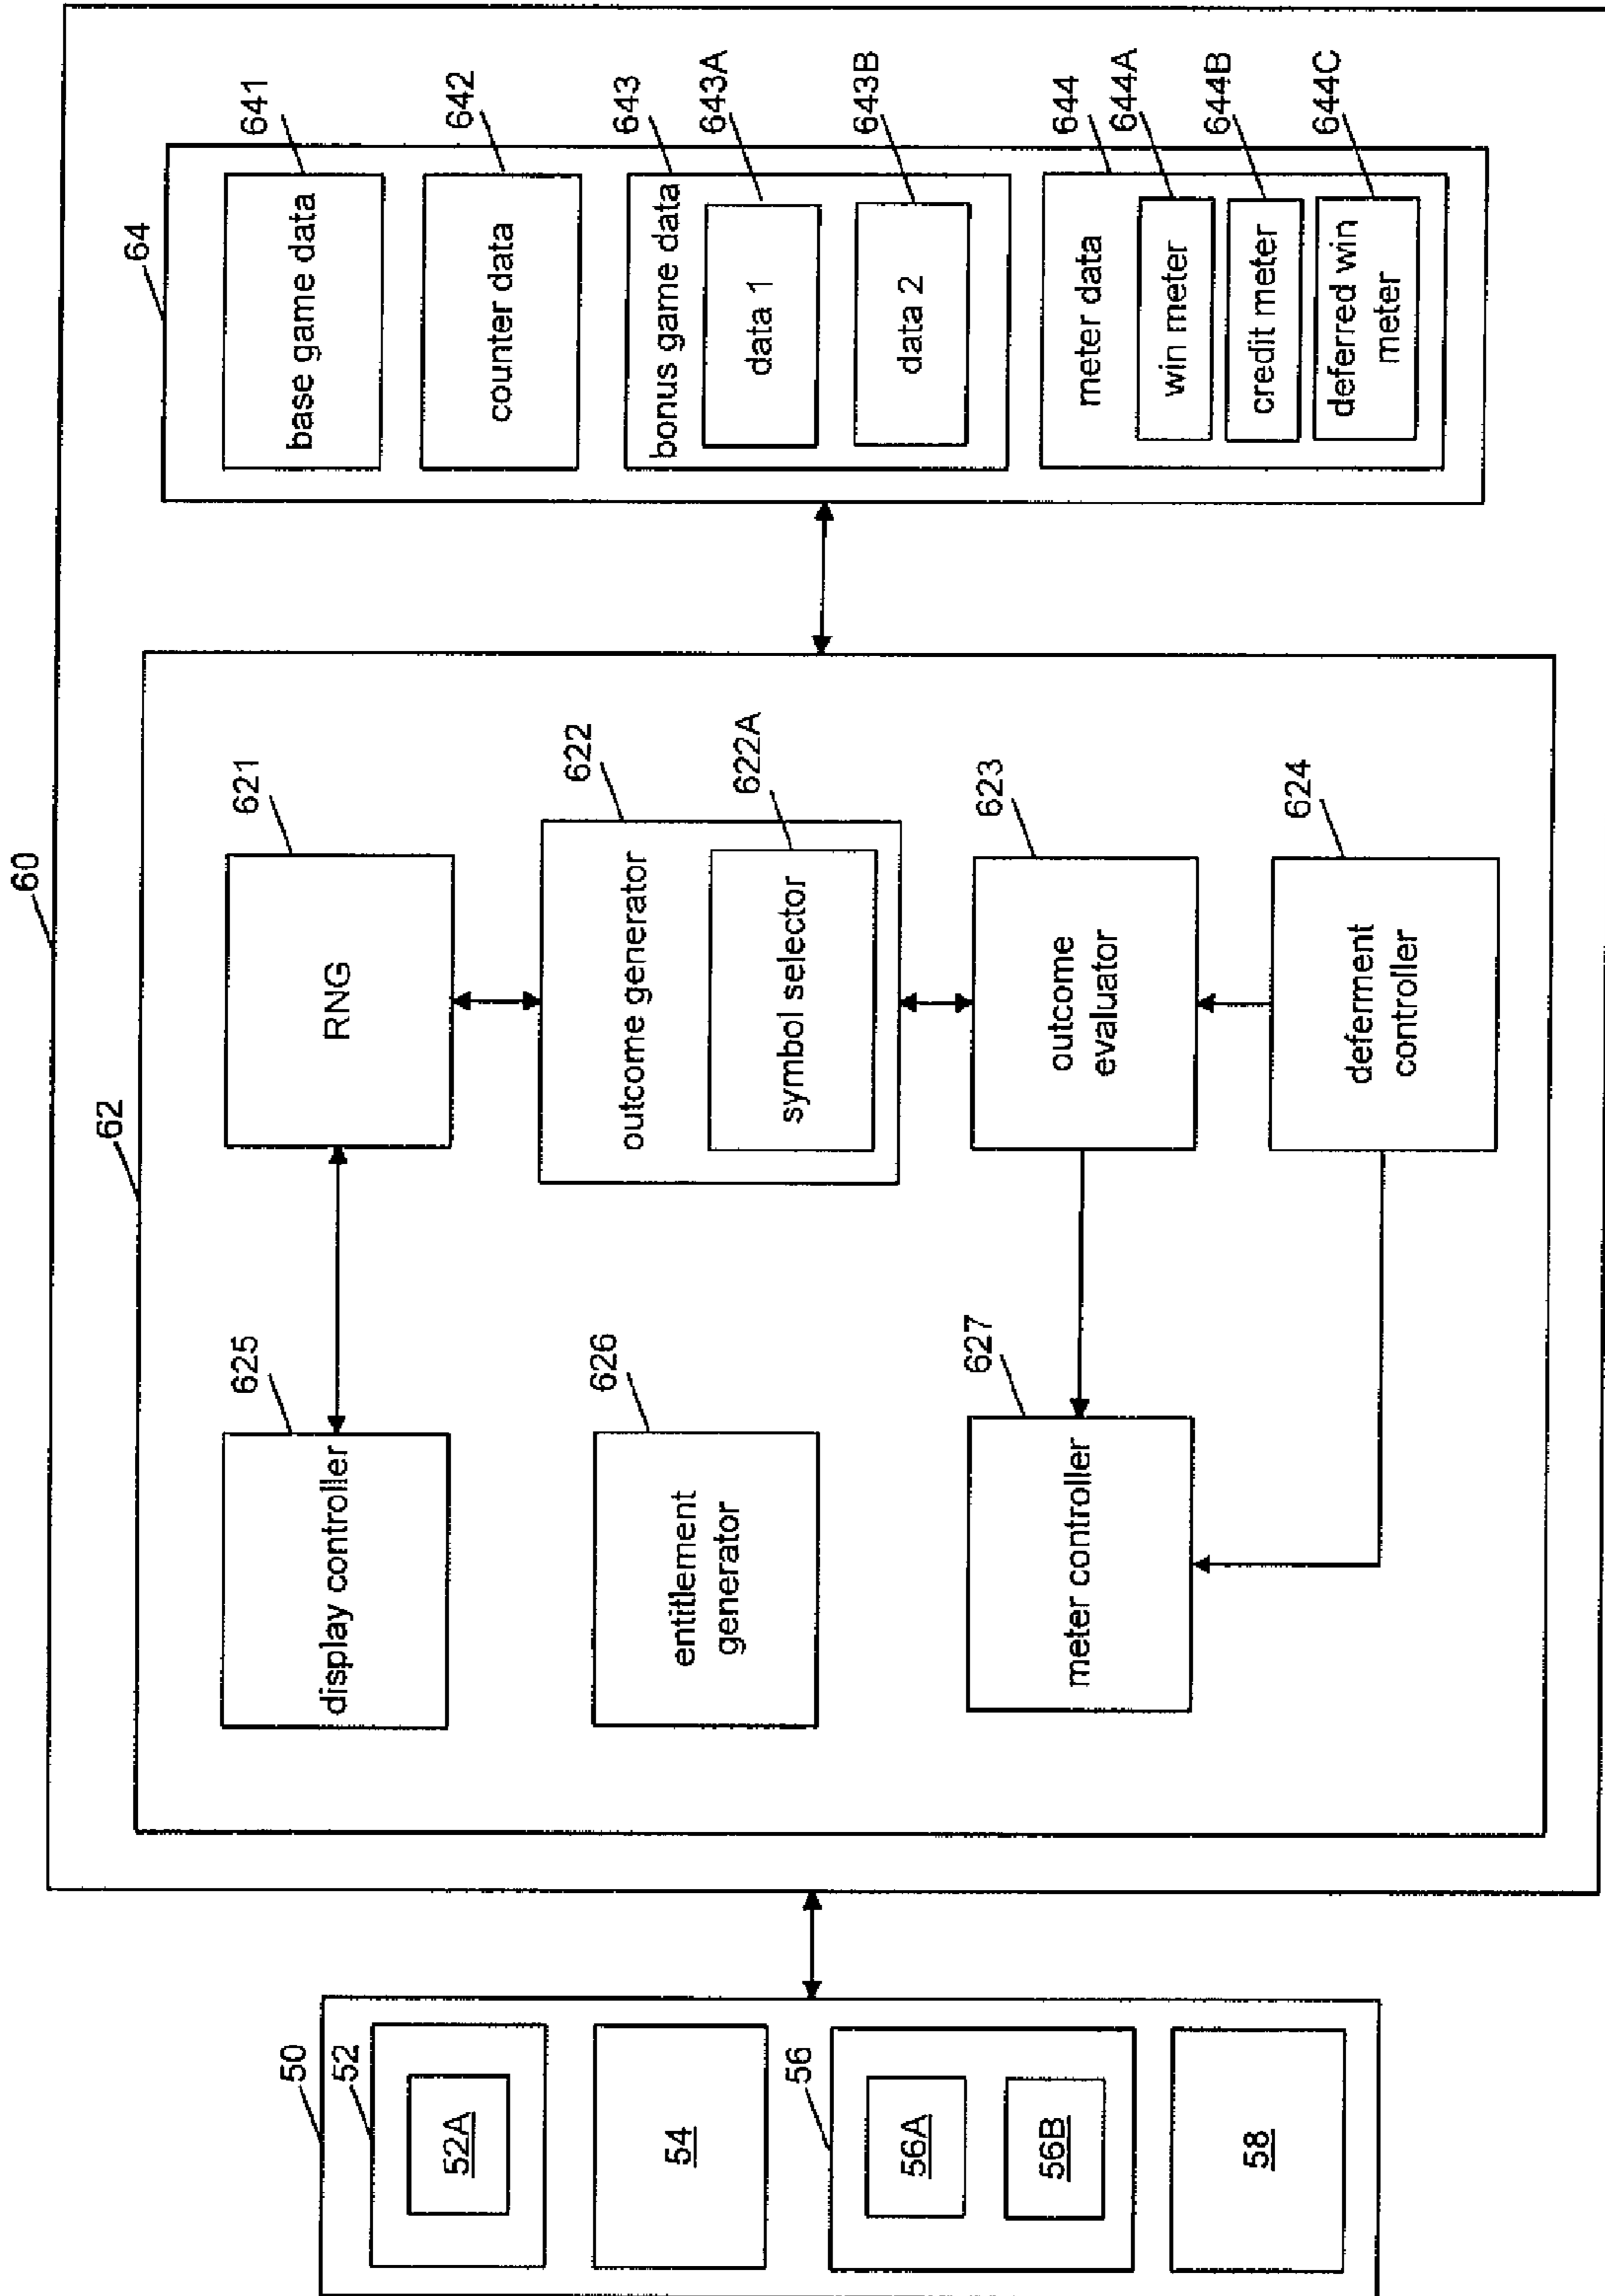 60
50
52
52A
54
56
56A
56B
58
62
625
display controller
621
RNG
626
entitlement
generator
622
outcome generator
622A
symbol selector
627
meter controller
623
outcome
evaluator
624
deferment
controller
64
641
base game data
642
counter data
643
bonus game data
643A
data 1
643B
data 2
644
meter data
644A
win meter
644B
credit meter
644C
deferred win
meter